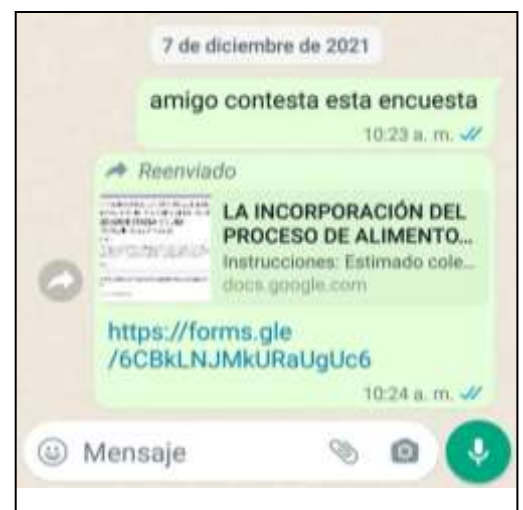 7 de diciembre de 2021
amigo contesta esta encuesta
10:23 a. m.
Reenviado
LA INCORPORACIÓN DEL
PROCESO DE ALIMENTO...
Instrucciones: Estimado cole...
docs.google.com
https://forms.gle
/6CBkLNJMkURaUgUc6
10:24 a. m.
Mensaje